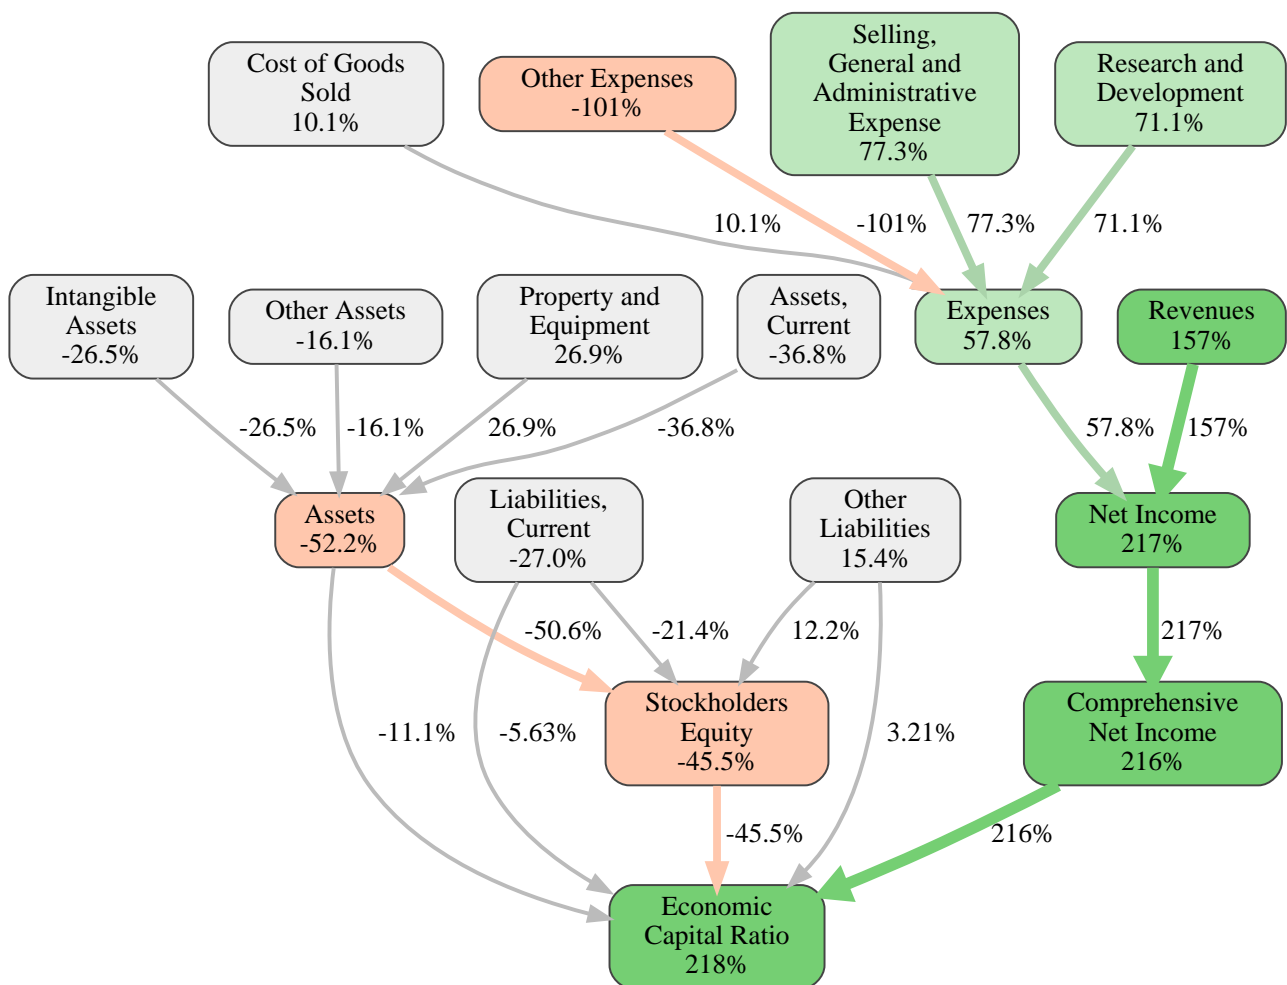 Cost of Goods
Sold
10.1%
Other Expenses
-101%
Selling,
General and
Administrative
Expense
77.3%
Research and
Development
71.1%
10.1%
-101%
77.3%
71.1%
Intangible
Assets
-26.5%
Other Assets
-16.1%
Property and
Equipment
26.9%
Assets,
Current
-36.8%
Expenses
57.8%
Revenues
157%
-26.5%
-16.1%
26.9%
-36.8%
57.8%
157%
Assets
-52.2%
Liabilities,
Current
-27.0%
Other
Liabilities
15.4%
Net Income
217%
-50.6%
-21.4%
12.2%
217%
-11.1%
-5.63%
Stockholders
Equity
-45.5%
3.21%
Comprehensive
Net Income
216%
-45.5%
216%
Economic
Capital Ratio
218%